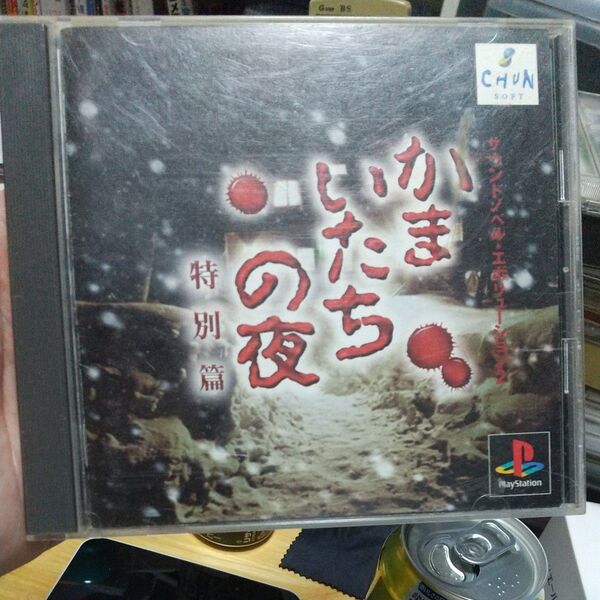 CHUN
SOFT
サウンドノベル・エボリューション2
かま
いたち
の夜
特別篇
PlayStation